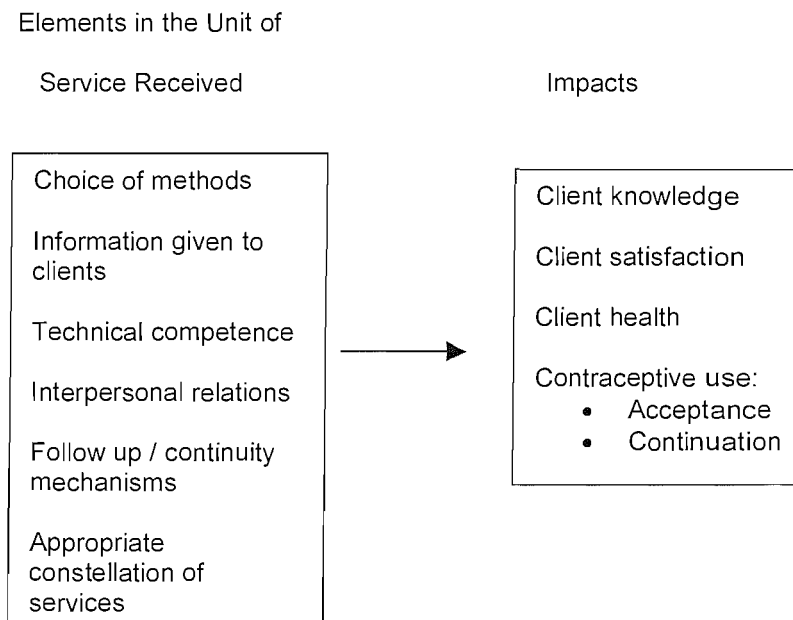 Elements in the Unit of
Service Received
Impacts
Choice of methods
Information given to
clients
Technical competence
Interpersonal relations
Follow up / continuity
mechanisms
Appropriate
constellation of
services
Client knowledge
Client satisfaction
Client health
Contraceptive use:
• Acceptance
• Continuation